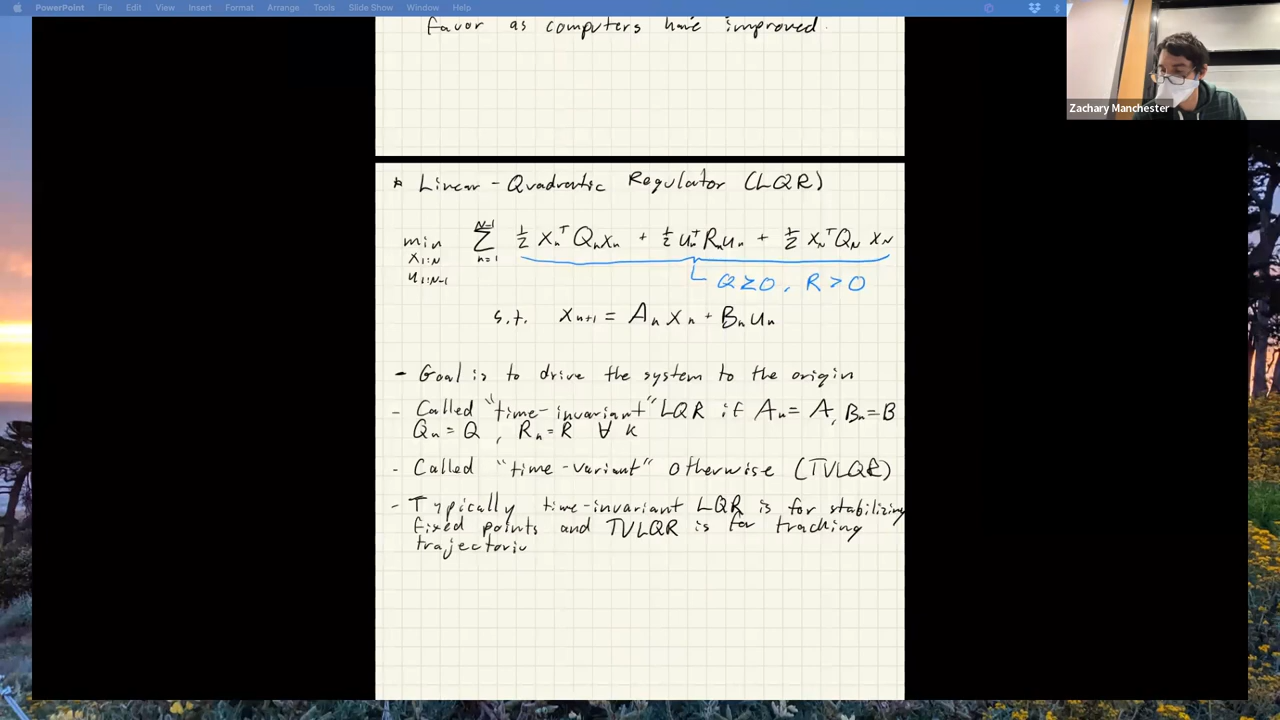 PowerPoint File Edit View Insert Format Arrange Tools Slide Show Window Help
favor as computers have improved.
Zachary Manchester
* Linear-Quadratic Regulator (LQR)
min x₁:N u₁:N-1 ∑ₙ₌₁ᴺ⁻¹ ½ xₙᵀQₙxₙ + ½ uₙᵀRₙuₙ + ½ x_NᵀQ_N x_N
Q ≥ 0, R > 0
s.t. xₙ₊₁ = Aₙxₙ + Bₙuₙ
- Goal is to drive the system to the origin
- Called "time-invariant" LQR if Aₙ = A, Bₙ = B
Qₙ = Q, Rₙ = R ∀ k
- Called "time-variant" otherwise (TVLQR)
- Typically time-invariant LQR is for stabilizing
fixed points and TVLQR is for tracking
trajectorie